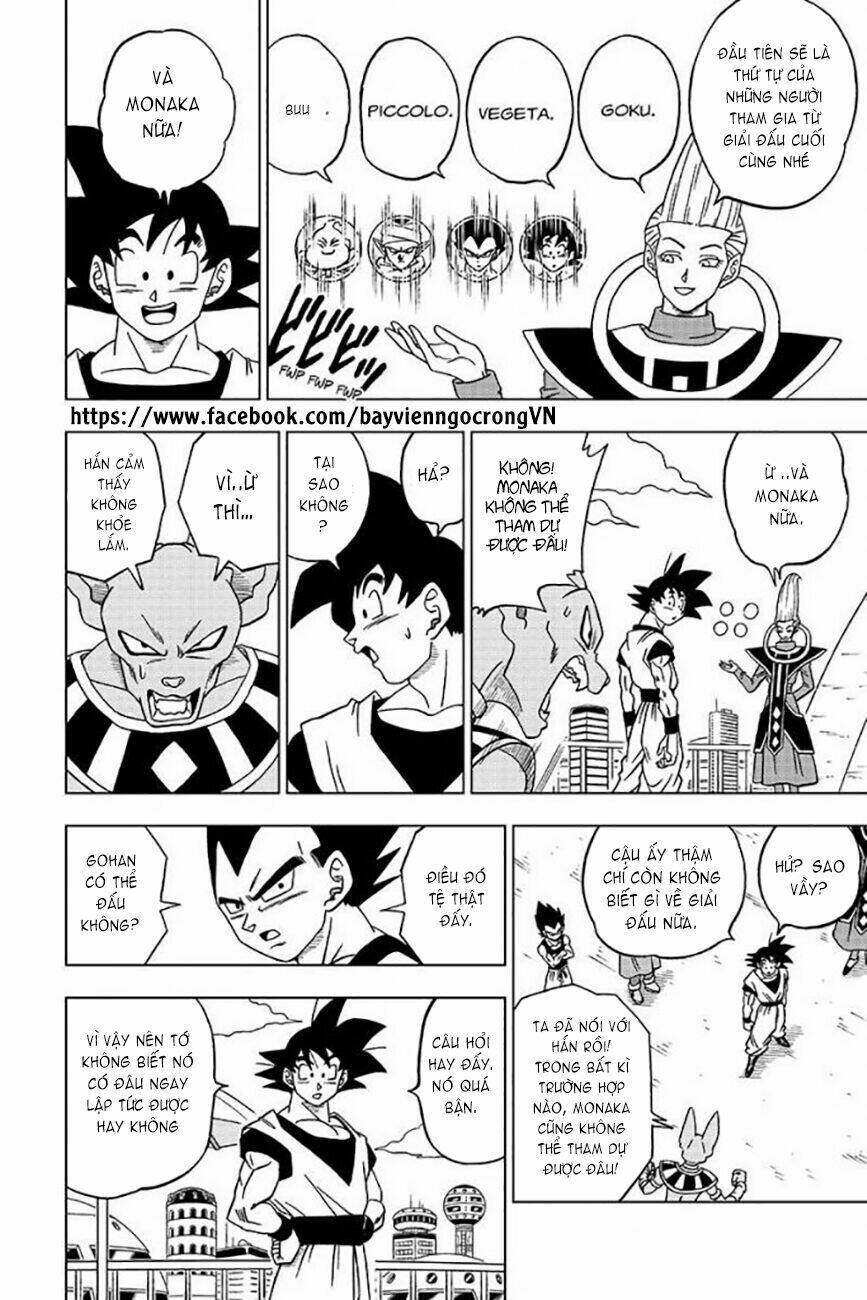 ĐẦU TIÊN SẼ LÀ
THỨ TỰ CỦA
NHỮNG NGƯỜI
THAM GIA TỪ
GIẢI ĐẤU CUỐI
CÙNG NHÉ
GOKU.
VEGETA.
PICCOLO.
BUU .
ビビビッ
FWP FWP FWP
VÀ
MONAKA
NỮA!
https://www.facebook.com/bayvienngocrongVN
Ừ ..VÀ
MONAKA
NỮA.
KHÔNG!
MONAKA
KHÔNG THỂ
THAM DỰ
ĐƯỢC ĐÂU!
HẢ?
TẠI
SAO
KHÔNG
?
VÌ..Ừ
THÌ...
HẮN CẢM
THẤY
KHÔNG
KHỎE
LẮM.
HỬ? SAO
VẦY?
CẬU ẤY THẬM
CHÍ CÒN KHÔNG
BIẾT GÌ VỀ GIẢI
ĐẤU NỮA.
TA ĐÃ NÓI VỚI
HẮN RỒI!
TRONG BẤT KÌ
TRƯỜNG HỢP
NÀO, MONAKA
CŨNG KHÔNG
THỂ THAM DỰ
ĐƯỢC ĐÂU!
ĐIỀU ĐÓ
TỆ THẬT
ĐẤY.
GOHAN
CÓ THỂ
ĐẤU
KHÔNG?
CÂU HỎI
HAY ĐẤY.
NÓ QUÁ
BẬN.
VÌ VẬY NÊN TỚ
KHÔNG BIẾT NÓ
CÓ ĐẤU NGAY
LẬP TỨC ĐƯỢC
HAY KHÔNG